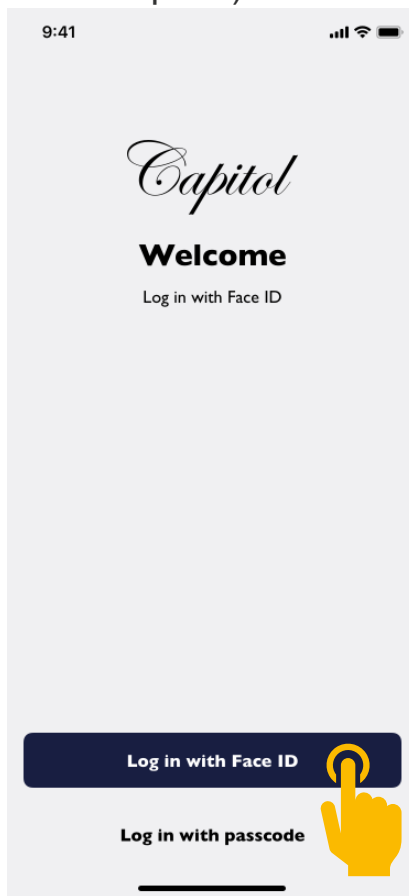 9:41
Capitol
Welcome
Log in with Face ID
Log in with Face ID
Log in with passcode